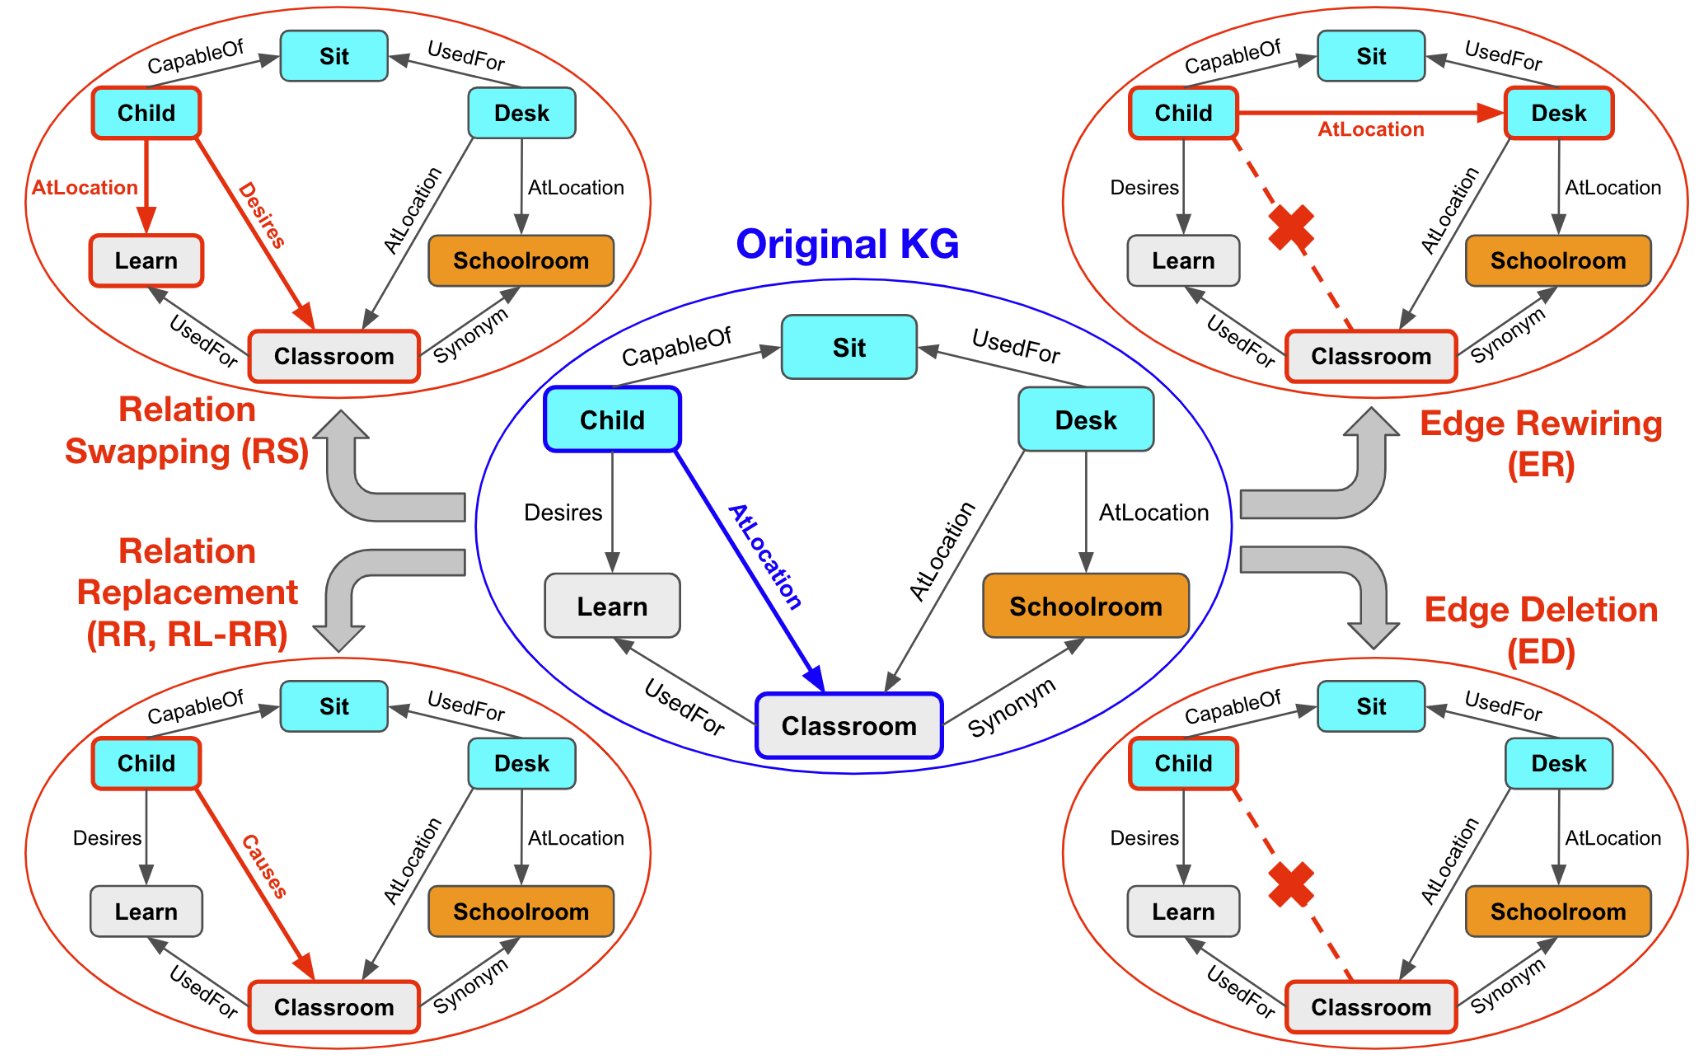 CapableOf
Sit
UsedFor
Child
Desk
AtLocation
Desires
AtLocation
AtLocation
Learn
Schoolroom
UsedFor
Classroom
Synonym
Relation
Swapping (RS)
CapableOf
Sit
UsedFor
Child
AtLocation
Desk
Desires
AtLocation
AtLocation
Learn
Schoolroom
UsedFor
Classroom
Synonym
Edge Rewiring
(ER)
Original KG
CapableOf
Sit
UsedFor
Child
Desk
Desires
AtLocation
AtLocation
AtLocation
Learn
Schoolroom
UsedFor
Classroom
Synonym
Relation
Replacement
(RR, RL-RR)
CapableOf
Sit
UsedFor
Child
Desk
Desires
Causes
AtLocation
AtLocation
Learn
Schoolroom
UsedFor
Classroom
Synonym
Edge Deletion
(ED)
CapableOf
Sit
UsedFor
Child
Desk
Desires
AtLocation
AtLocation
Learn
Schoolroom
UsedFor
Classroom
Synonym